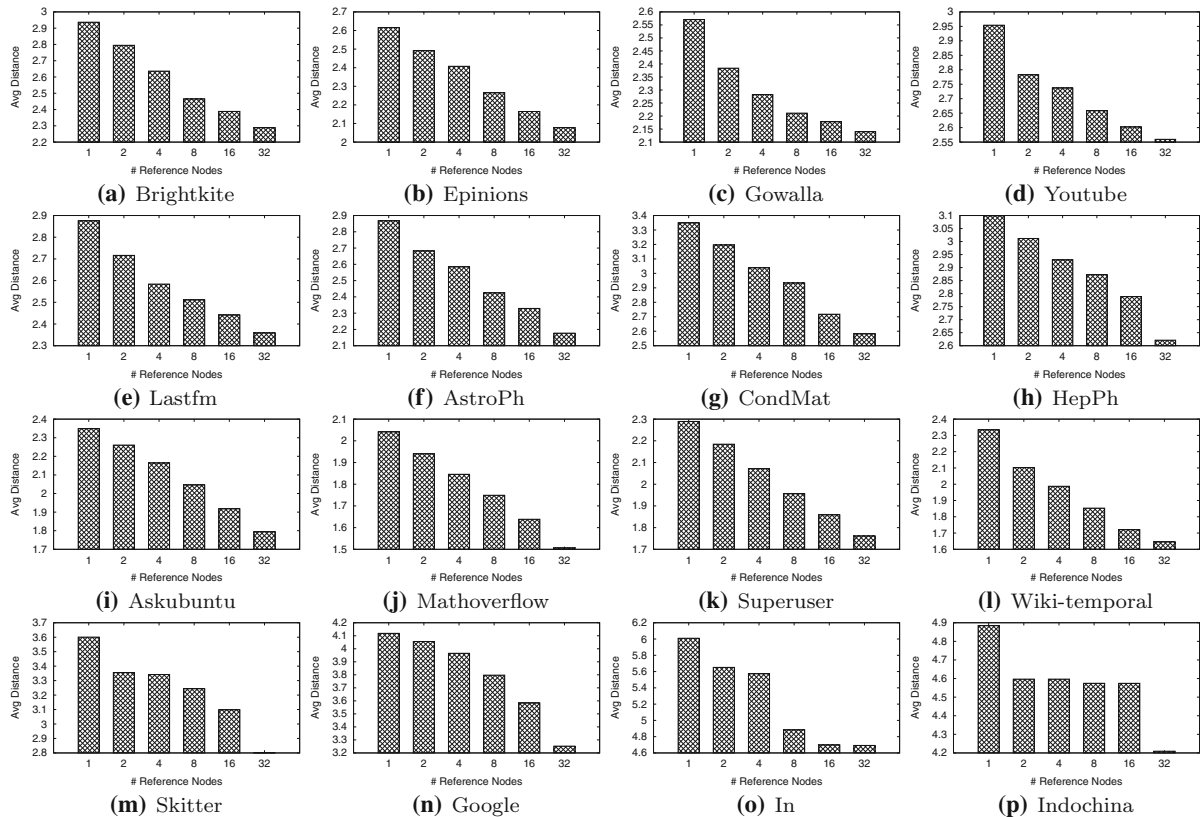 Avg Distance
3
2.9
2.8
2.7
2.6
2.5
2.4
2.3
2.2
1 2 4 8 16 32
# Reference Nodes
(a) Brightkite
Avg Distance
2.7
2.6
2.5
2.4
2.3
2.2
2.1
2
1 2 4 8 16 32
# Reference Nodes
(b) Epinions
Avg Distance
2.6
2.55
2.5
2.45
2.4
2.35
2.3
2.25
2.2
2.15
2.1
1 2 4 8 16 32
# Reference Nodes
(c) Gowalla
Avg Distance
3
2.95
2.9
2.85
2.8
2.75
2.7
2.65
2.6
2.55
1 2 4 8 16 32
# Reference Nodes
(d) Youtube
Avg Distance
2.9
2.8
2.7
2.6
2.5
2.4
2.3
1 2 4 8 16 32
# Reference Nodes
(e) Lastfm
Avg Distance
2.9
2.8
2.7
2.6
2.5
2.4
2.3
2.2
2.1
1 2 4 8 16 32
# Reference Nodes
(f) AstroPh
Avg Distance
3.4
3.3
3.2
3.1
3
2.9
2.8
2.7
2.6
2.5
1 2 4 8 16 32
# Reference Nodes
(g) CondMat
Avg Distance
3.1
3.05
3
2.95
2.9
2.85
2.8
2.75
2.7
2.65
2.6
1 2 4 8 16 32
# Reference Nodes
(h) HepPh
Avg Distance
2.4
2.3
2.2
2.1
2
1.9
1.8
1.7
1 2 4 8 16 32
# Reference Nodes
(i) Askubuntu
Avg Distance
2.1
2
1.9
1.8
1.7
1.6
1.5
1 2 4 8 16 32
# Reference Nodes
(j) Mathoverflow
Avg Distance
2.3
2.2
2.1
2
1.9
1.8
1.7
1 2 4 8 16 32
# Reference Nodes
(k) Superuser
Avg Distance
2.4
2.3
2.2
2.1
2
1.9
1.8
1.7
1.6
1 2 4 8 16 32
# Reference Nodes
(l) Wiki-temporal
Avg Distance
3.7
3.6
3.5
3.4
3.3
3.2
3.1
3
2.9
2.8
1 2 4 8 16 32
# Reference Nodes
(m) Skitter
Avg Distance
4.2
4.1
4
3.9
3.8
3.7
3.6
3.5
3.4
3.3
3.2
1 2 4 8 16 32
# Reference Nodes
(n) Google
Avg Distance
6.2
6
5.8
5.6
5.4
5.2
5
4.8
4.6
1 2 4 8 16 32
# Reference Nodes
(o) In
Avg Distance
4.9
4.8
4.7
4.6
4.5
4.4
4.3
4.2
1 2 4 8 16 32
# Reference Nodes
(p) Indochina